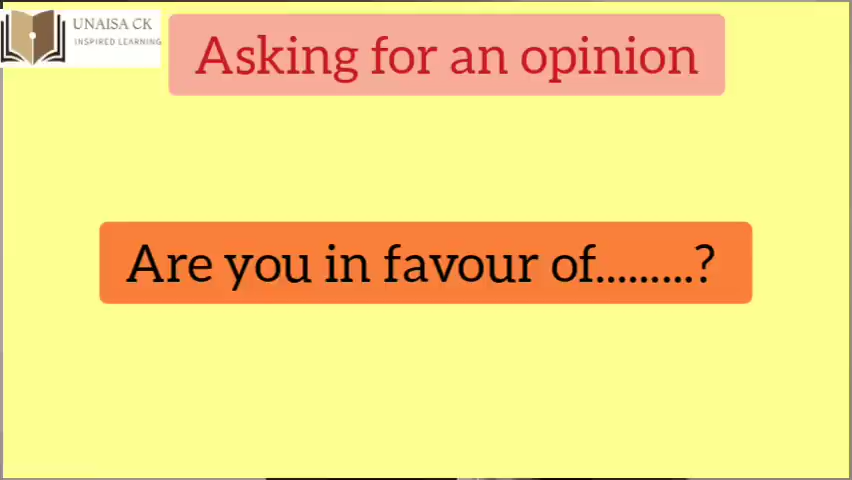 UNAISA CK
INSPIRED LEARNING
Asking for an opinion
Are you in favour of.........?